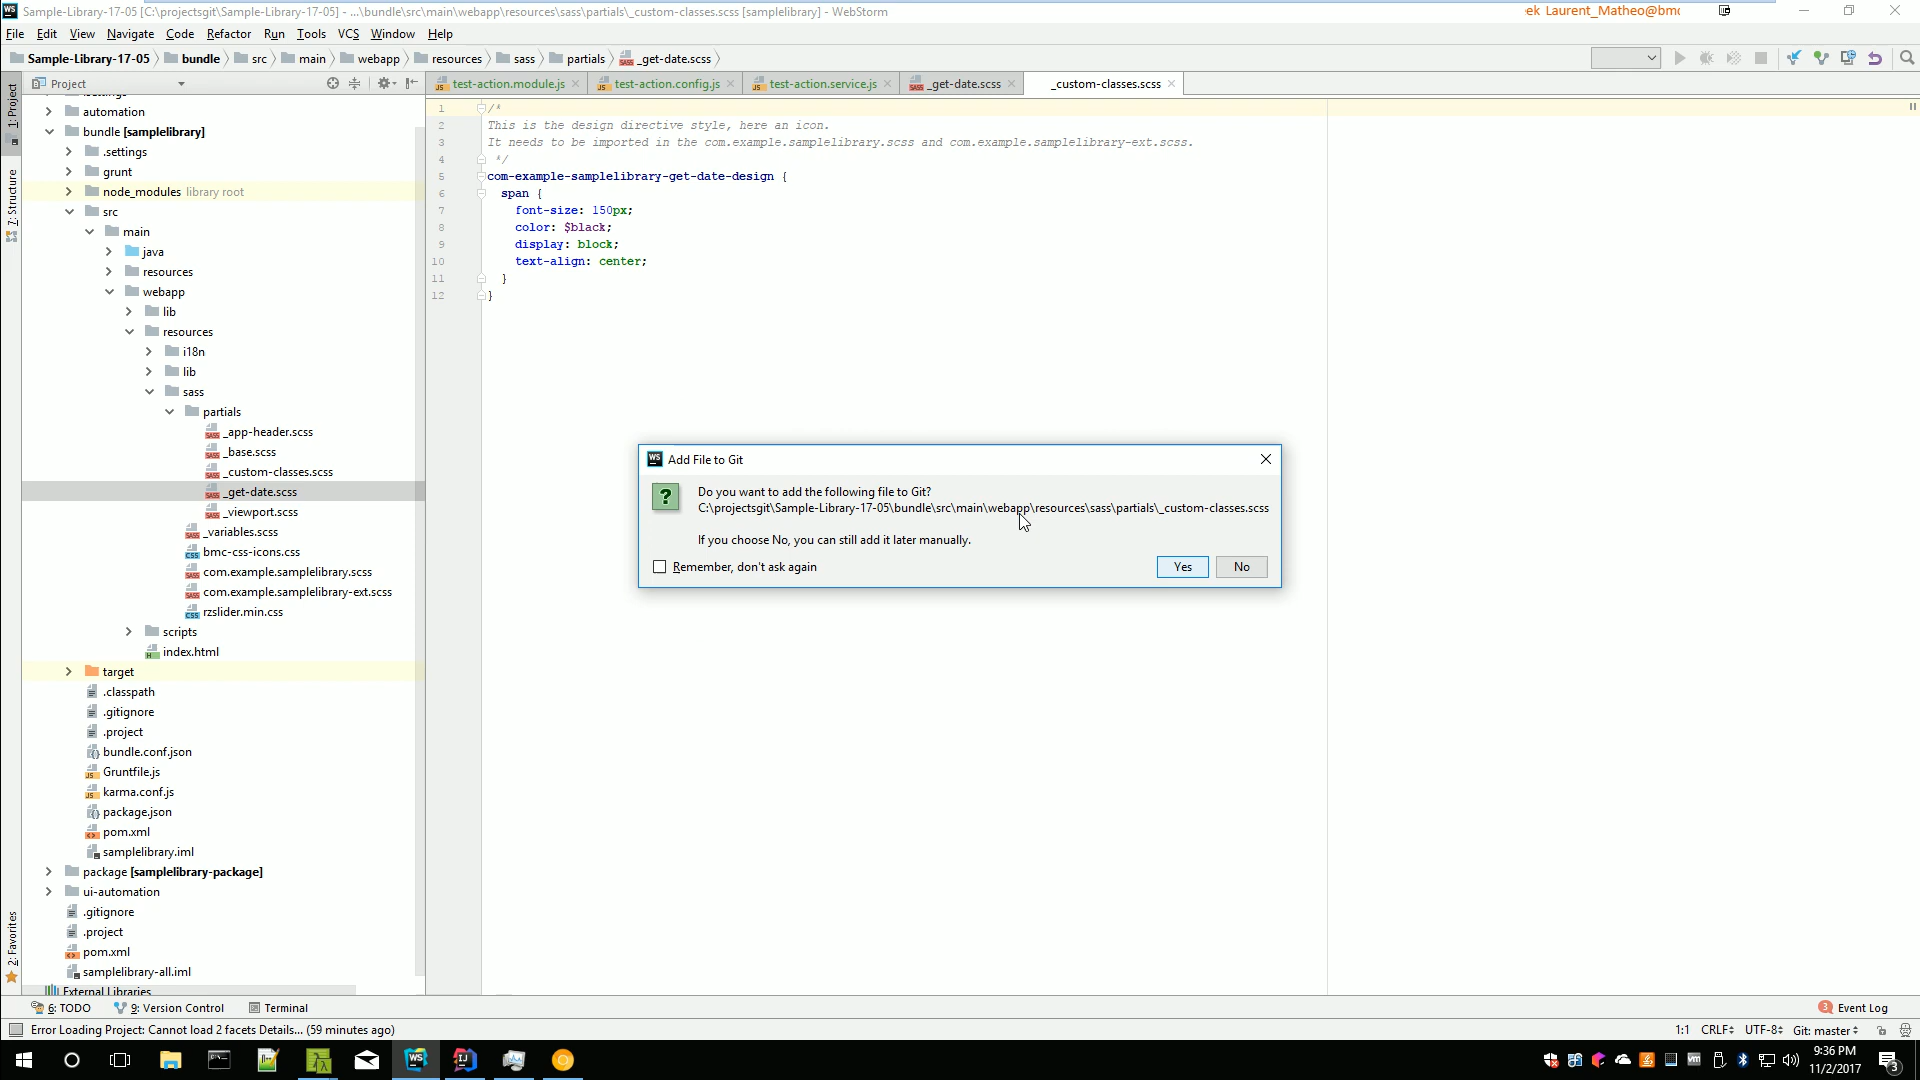 Sample-Library-17-05 [C:\projectsgit\Sample-Library-17-05] - ...\bundle\src\main\webapp\resources\sass\partials\_custom-classes.scss [samplelibrary] - WebStorm
ek Laurent_Matheo@bmc
File Edit View Navigate Code Refactor Run Tools VCS Window Help
Sample-Library-17-05 bundle src main webapp resources sass partials _get-date.scss
Project
test-action.module.js test-action.config.js test-action.service.js _get-date.scss _custom-classes.scss
1: Project
7: Structure
2: Favorites
automation
bundle [samplelibrary]
.settings
grunt
node_modules library root
src
main
java
resources
webapp
lib
resources
i18n
lib
sass
partials
_app-header.scss
_base.scss
_custom-classes.scss
_get-date.scss
_viewport.scss
_variables.scss
bmc-css-icons.css
com.example.samplelibrary.scss
com.example.samplelibrary-ext.scss
rzslider.min.css
scripts
index.html
target
.classpath
.gitignore
.project
bundle.conf.json
Gruntfile.js
karma.conf.js
package.json
pom.xml
samplelibrary.iml
package [samplelibrary-package]
ui-automation
.gitignore
.project
pom.xml
samplelibrary-all.iml
External Libraries
1 /*
2 This is the design directive style, here an icon.
3 It needs to be imported in the com.example.samplelibrary.scss and com.example.samplelibrary-ext.scss.
4 */
5 com-example-samplelibrary-get-date-design {
6 span {
7 font-size: 150px;
8 color: $black;
9 display: block;
10 text-align: center;
11 }
12 }
Add File to Git
Do you want to add the following file to Git?
C:\projectsgit\Sample-Library-17-05\bundle\src\main\webapp\resources\sass\partials\_custom-classes.scss
If you choose No, you can still add it later manually.
Remember, don't ask again
Yes No
6: TODO 9: Version Control Terminal
3 Event Log
Error Loading Project: Cannot load 2 facets Details... (59 minutes ago)
1:1 CRLF UTF-8 Git: master
9:36 PM
11/2/2017
3